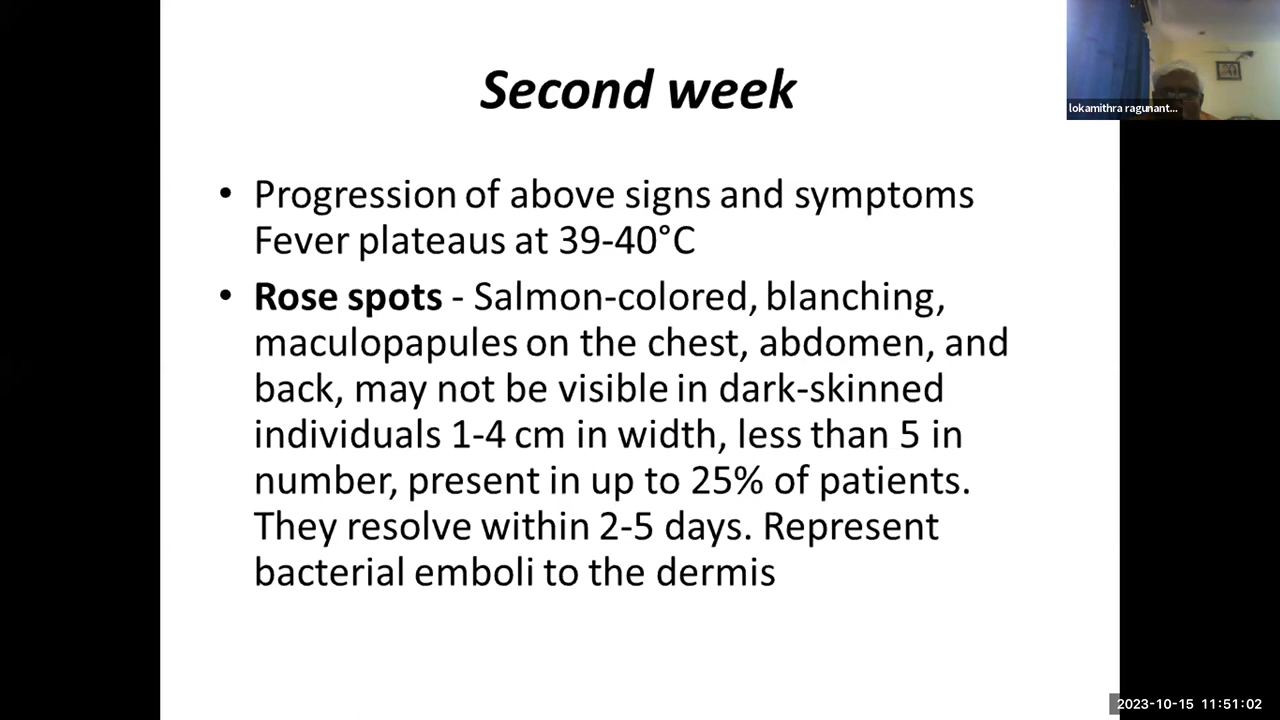 Second week
lokamithra ragunant...
• Progression of above signs and symptoms
Fever plateaus at 39-40°C
• Rose spots - Salmon-colored, blanching,
maculopapules on the chest, abdomen, and
back, may not be visible in dark-skinned
individuals 1-4 cm in width, less than 5 in
number, present in up to 25% of patients.
They resolve within 2-5 days. Represent
bacterial emboli to the dermis
2023-10-15 11:51:02